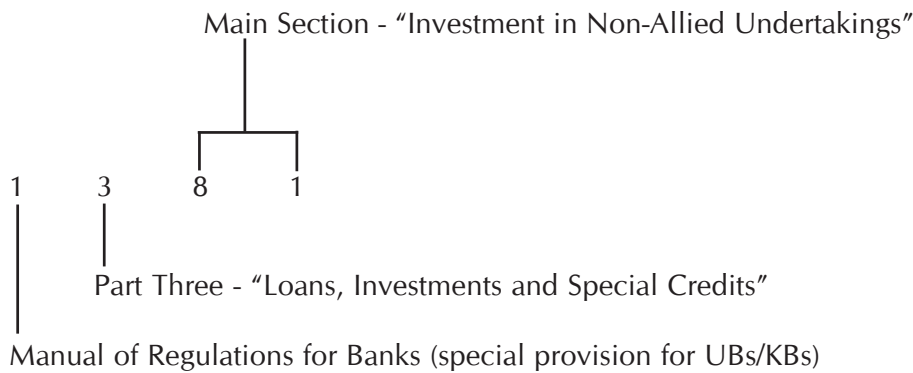 Main Section - “Investment in Non-Allied Undertakings”
1 3 8 1
Part Three - “Loans, Investments and Special Credits”
Manual of Regulations for Banks (special provision for UBs/KBs)